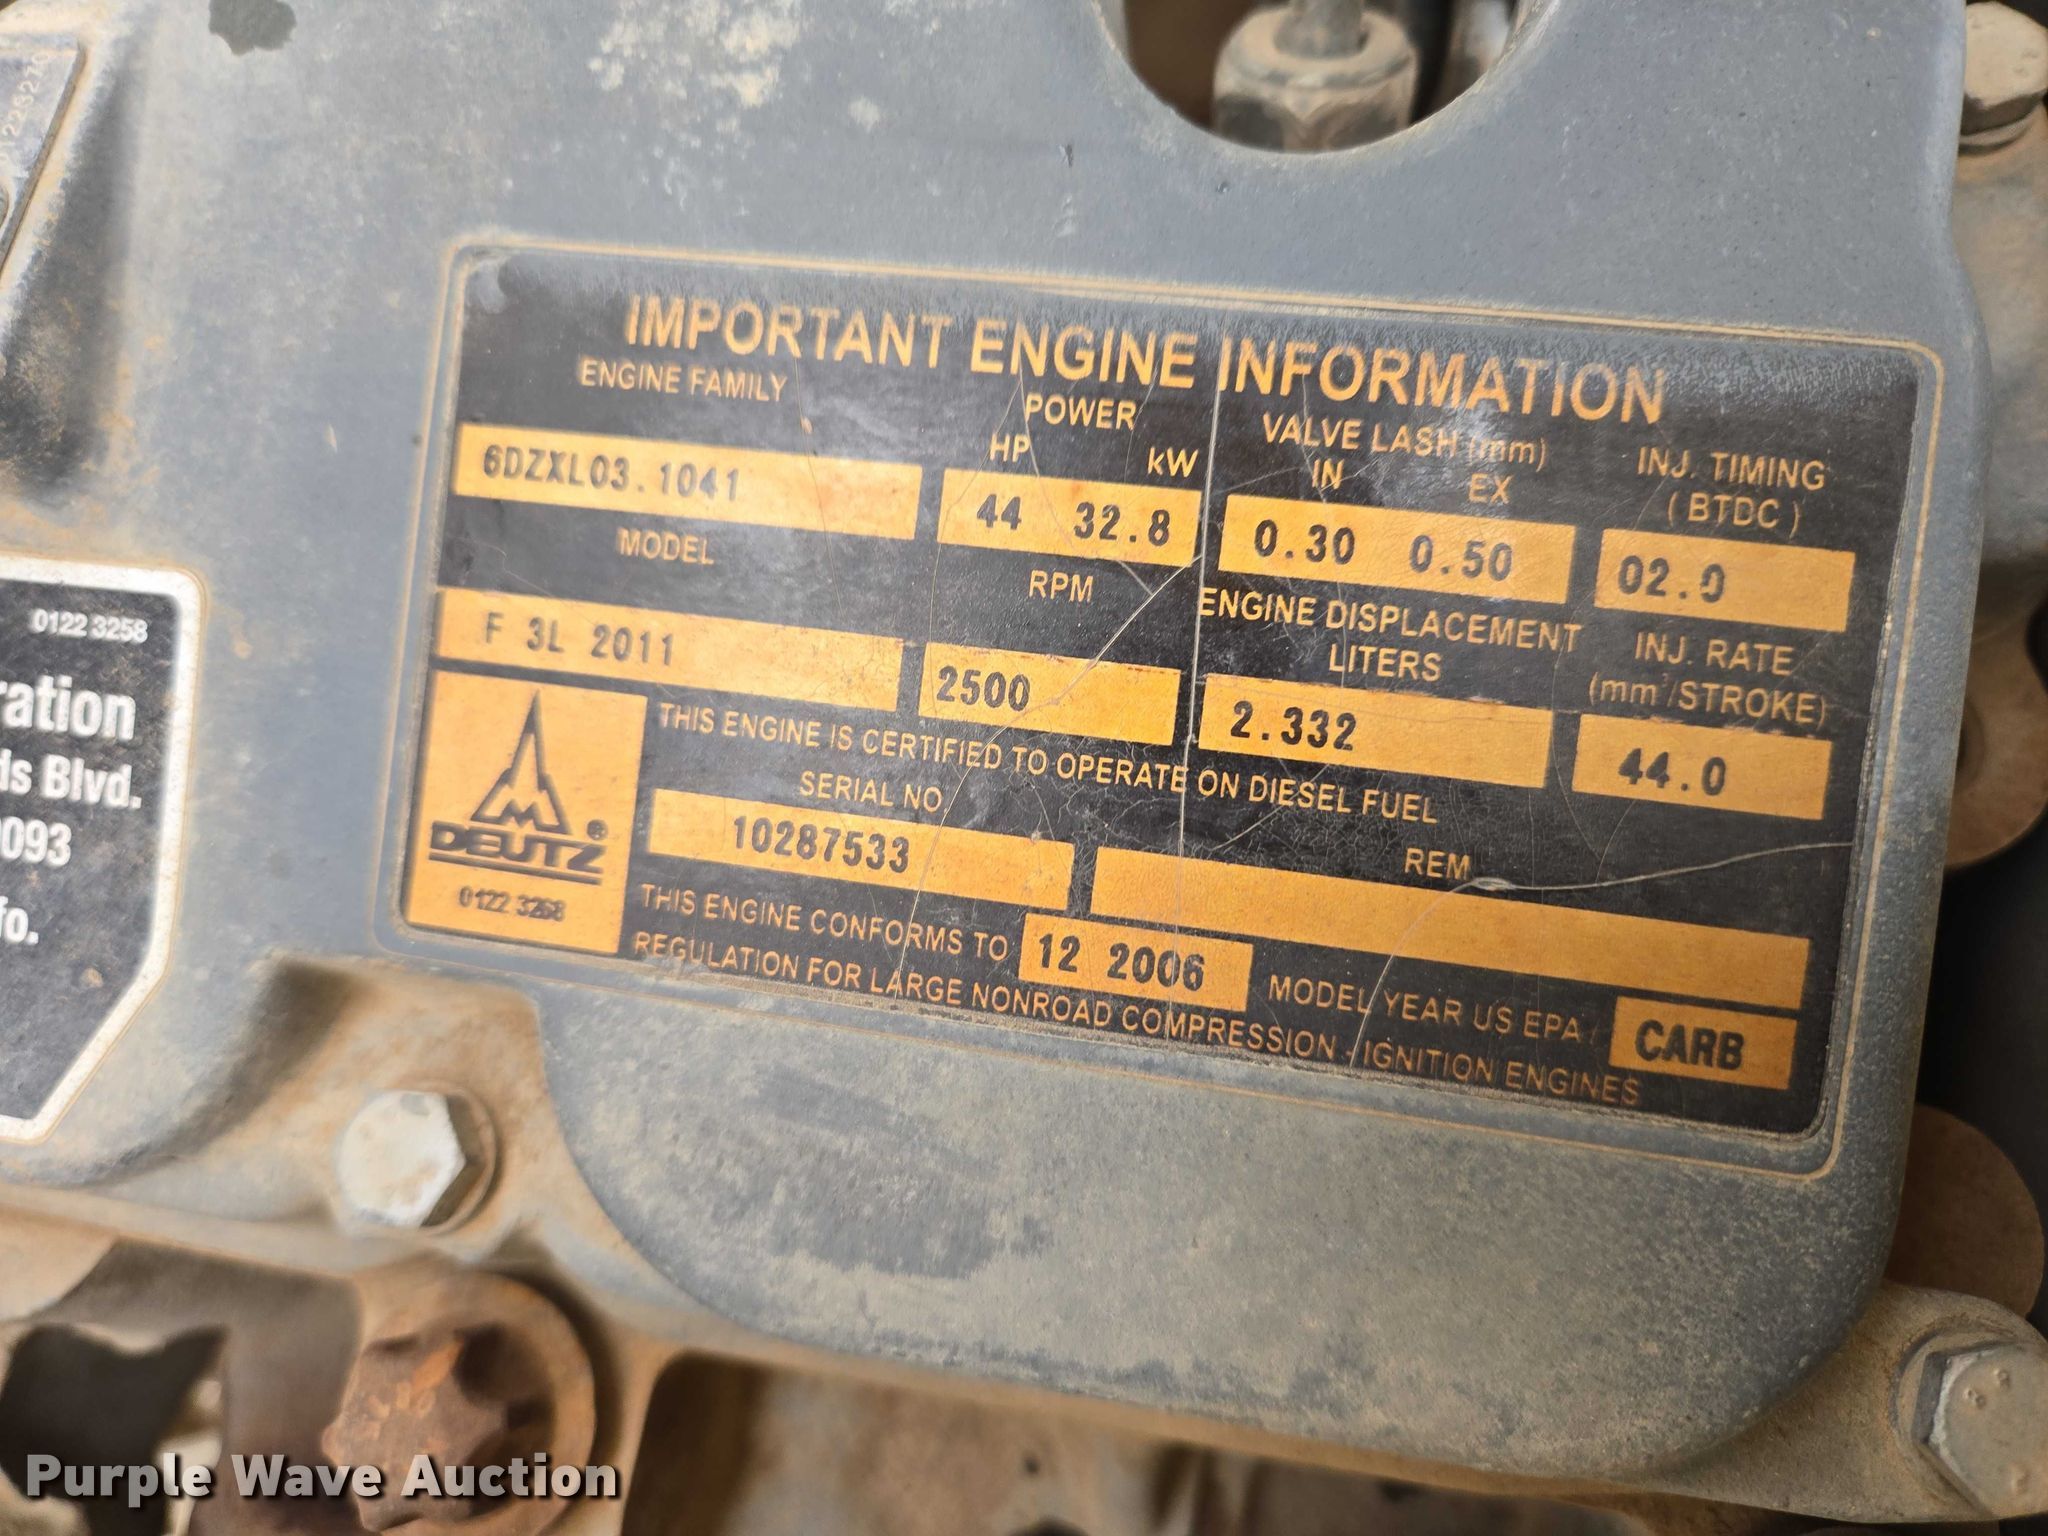 IMPORTANT ENGINE INFORMATION
ENGINE FAMILY
POWER
HP kW
VALVE LASH (mm)
IN EX
INJ. TIMING
( BTDC )
6DZXL03.1041
44 32.8
0.30 0.50
02.0
MODEL
RPM
ENGINE DISPLACEMENT
LITERS
INJ. RATE
(mm³/STROKE)
F 3L 2011
2500
2.332
44.0
THIS ENGINE IS CERTIFIED TO OPERATE ON DIESEL FUEL
SERIAL NO
REM
10287533
DEUTZ ®
0122 3268
THIS ENGINE CONFORMS TO 12 2006 MODEL YEAR US EPA / CARB
REGULATION FOR LARGE NONROAD COMPRESSION - IGNITION ENGINES
0122 3258
ration
ds Blvd.
0093
fo.
Purple Wave Auction